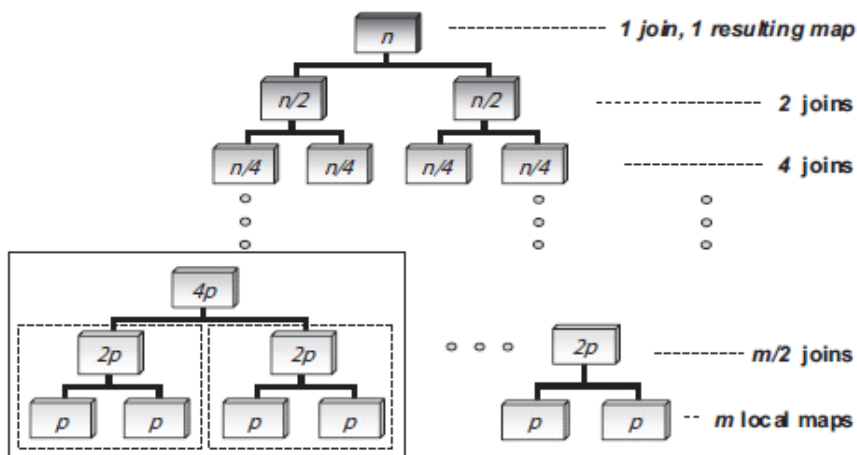 n 1 join, 1 resulting map
n/2 n/2 2 joins
n/4 n/4 n/4 n/4 4 joins
4p
2p 2p 2p m/2 joins
p p p p p p m local maps